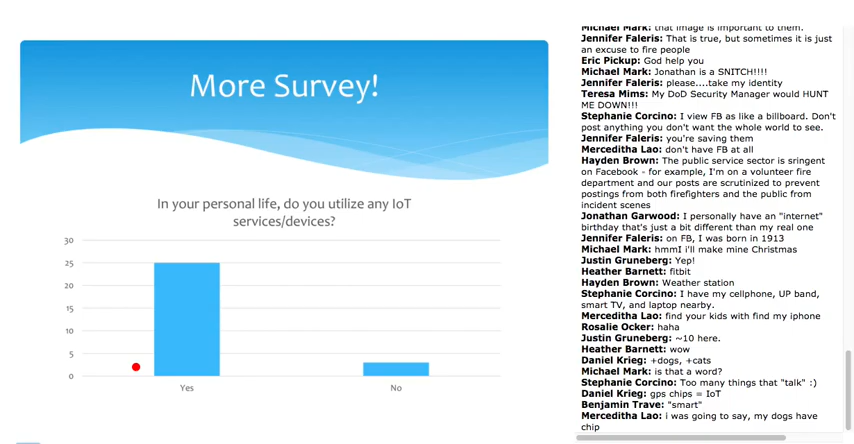 More Survey!
In your personal life, do you utilize any IoT
services/devices?
30
25
20
15
10
5
0
Yes
No
Michael Mark: that image is important to them.
Jennifer Faleris: That is true, but sometimes it is just
an excuse to fire people
Eric Pickup: God help you
Michael Mark: Jonathan is a SNITCH!!!!
Jennifer Faleris: please....take my identity
Teresa Mims: My DoD Security Manager would HUNT
ME DOWN!!!
Stephanie Corcino: I view FB as like a billboard. Don't
post anything you don't want the whole world to see.
Jennifer Faleris: you're saving them
Merceditha Lao: don't have FB at all
Hayden Brown: The public service sector is sringent
on Facebook - for example, I'm on a volunteer fire
department and our posts are scrutinized to prevent
postings from both firefighters and the public from
incident scenes
Jonathan Garwood: I personally have an "internet"
birthday that's just a bit different than my real one
Jennifer Faleris: on FB, I was born in 1913
Michael Mark: hmmI i'll make mine Christmas
Justin Gruneberg: Yep!
Heather Barnett: fitbit
Hayden Brown: Weather station
Stephanie Corcino: I have my cellphone, UP band,
smart TV, and laptop nearby.
Merceditha Lao: find your kids with find my iphone
Rosalie Ocker: haha
Justin Gruneberg: ~10 here.
Heather Barnett: wow
Daniel Krieg: +dogs, +cats
Michael Mark: is that a word?
Stephanie Corcino: Too many things that "talk" :)
Daniel Krieg: gps chips = IoT
Benjamin Trave: "smart"
Merceditha Lao: i was going to say, my dogs have
chip